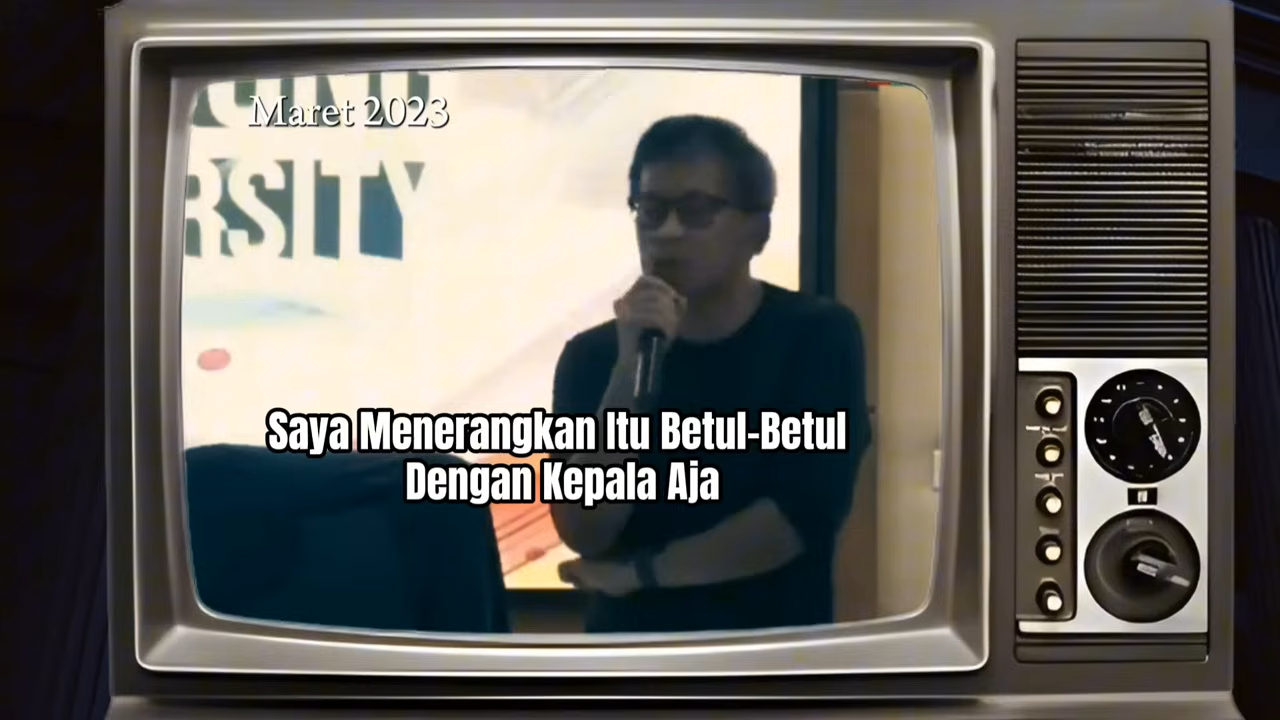 Maret 2023
RSITY
Saya Menerangkan Itu Betul-Betul
Dengan Kepala Aja